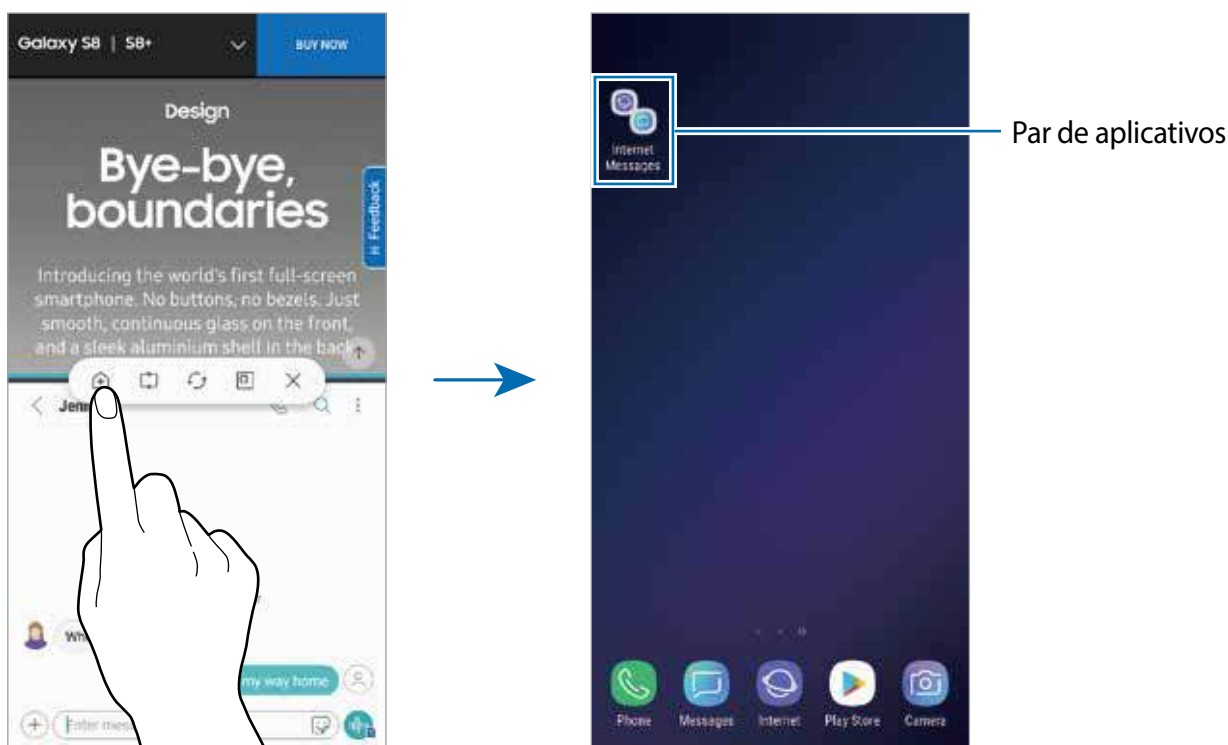 Galaxy S8 | S8+
BUY NOW
Design
Bye-bye,
boundaries
Feedback
Introducing the world's first full-screen
smartphone. No buttons, no bezels. Just
smooth, continuous glass on the front,
and a sleek aluminium shell in the back
my way home
Enter
Internet
Messages
Par de aplicativos
Phone
Messages
Internet
Play Store
Camera